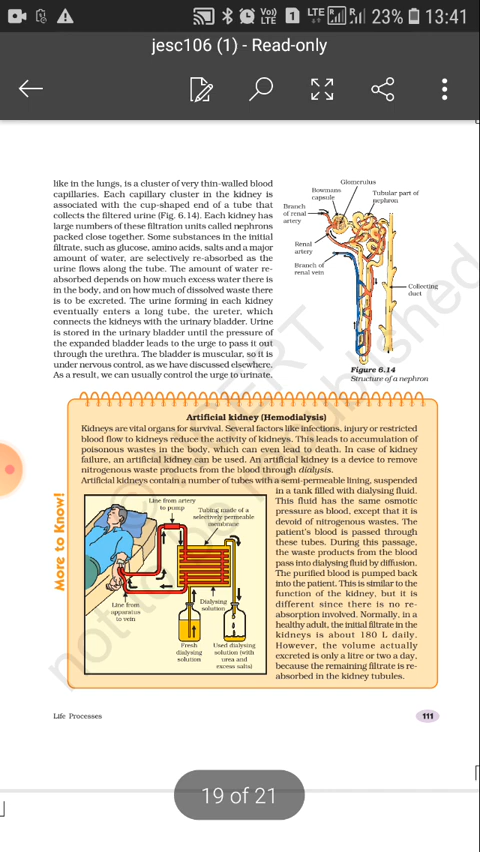 Vo))
LTE
1
LTE
R
R
23%
13:41
jesc106 (1) - Read-only
like in the lungs, is a cluster of very thin-walled blood
capillaries. Each capillary cluster in the kidney is
associated with the cup-shaped end of a tube that
collects the filtered urine (Fig. 6.14). Each kidney has
large numbers of these filtration units called nephrons
packed close together. Some substances in the initial
filtrate, such as glucose, amino acids, salts and a major
amount of water, are selectively re-absorbed as the
urine flows along the tube. The amount of water re-
absorbed depends on how much excess water there is
in the body, and on how much of dissolved waste there
is to be excreted. The urine forming in each kidney
eventually enters a long tube, the ureter, which
connects the kidneys with the urinary bladder. Urine
is stored in the urinary bladder until the pressure of
the expanded bladder leads to the urge to pass it out
through the urethra. The bladder is muscular, so it is
under nervous control, as we have discussed elsewhere.
As a result, we can usually control the urge to urinate.
Glomerulus
Bowmans
capsule
Tubular part of
nephron
Branch
of renal
artery
Renal
artery
Branch of
renal vein
Collecting
duct
Figure 6.14
Structure of a nephron
More to Know!
Artificial kidney (Hemodialysis)
Kidneys are vital organs for survival. Several factors like infections, injury or restricted
blood flow to kidneys reduce the activity of kidneys. This leads to accumulation of
poisonous wastes in the body, which can even lead to death. In case of kidney
failure, an artificial kidney can be used. An artificial kidney is a device to remove
nitrogenous waste products from the blood through dialysis.
Artificial kidneys contain a number of tubes with a semi-permeable lining, suspended
in a tank filled with dialysing fluid.
This fluid has the same osmotic
pressure as blood, except that it is
devoid of nitrogenous wastes. The
patient's blood is passed through
these tubes. During this passage,
the waste products from the blood
pass into dialysing fluid by diffusion.
The purified blood is pumped back
into the patient. This is similar to the
function of the kidney, but it is
different since there is no re-
absorption involved. Normally, in a
healthy adult, the initial filtrate in the
kidneys is about 180 L daily.
However, the volume actually
excreted is only a litre or two a day,
because the remaining filtrate is re-
absorbed in the kidney tubules.
Line from artery
to pump
Tubing made of a
selectively permeable
membrane
Line from
apparatus
to vein
Dialysing
solution
Fresh
dialysing
solution
Used dialysing
solution (with
urea and
excess salts)
Life Processes
111
19 of 21